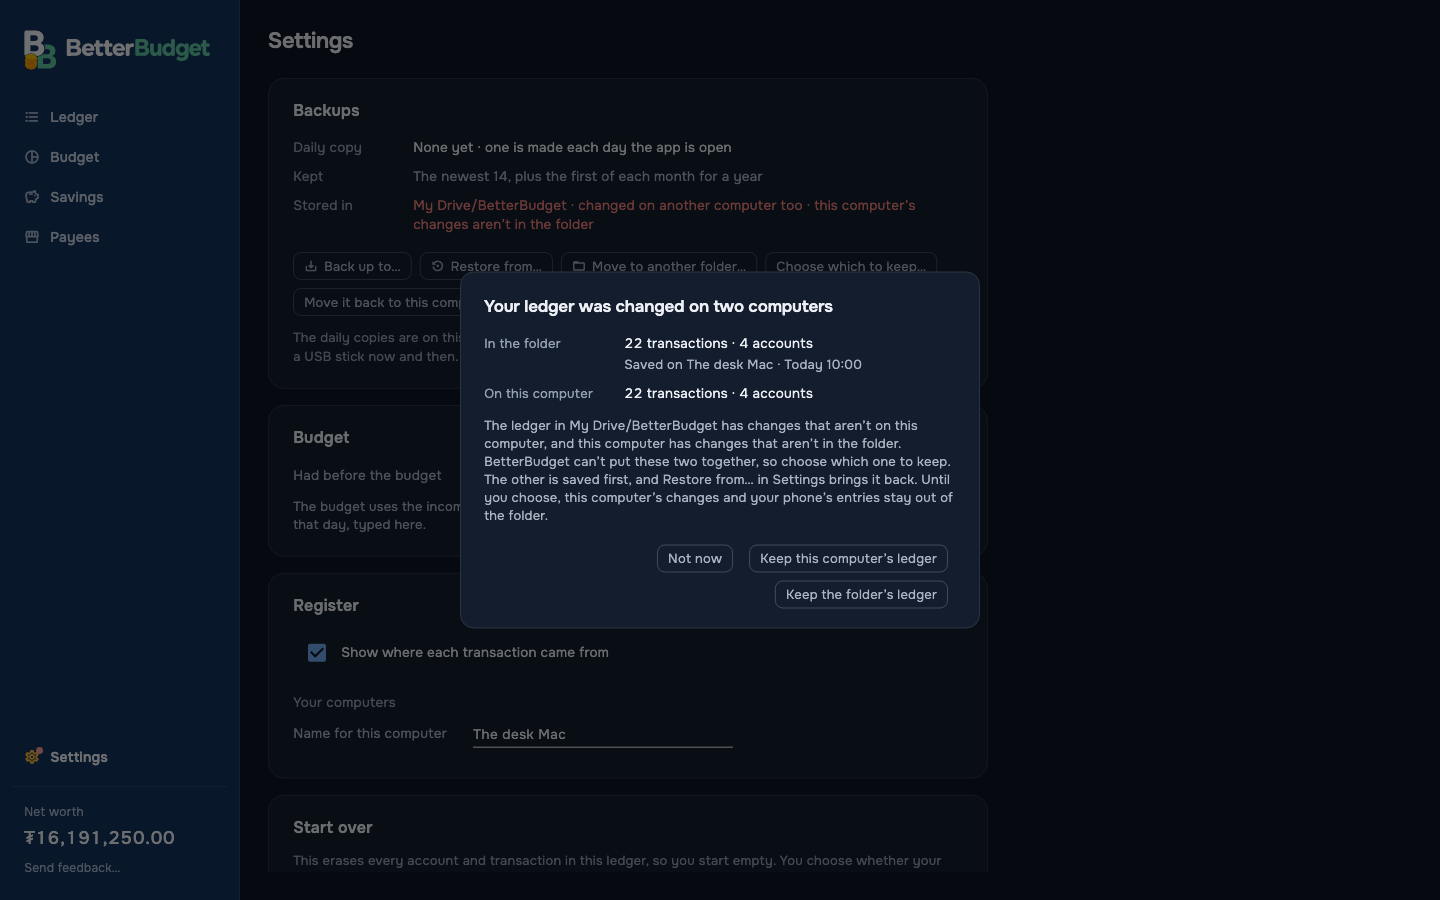 BetterBudget
Ledger
Budget
Savings
Payees
Settings
Net worth
₮16,191,250.00
Send feedback…
Settings
Backups
Daily copy
None yet · one is made each day the app is open
Kept
The newest 14, plus the first of each month for a year
Stored in
My Drive/BetterBudget · changed on another computer too · this computer’s
changes aren’t in the folder
Back up to…
Restore from…
Move to another folder…
Choose which to keep…
Move it back to this comp
The daily copies are on this
a USB stick now and then.
Your ledger was changed on two computers
In the folder
22 transactions · 4 accounts
Saved on The desk Mac · Today 10:00
On this computer
22 transactions · 4 accounts
The ledger in My Drive/BetterBudget has changes that aren’t on this
computer, and this computer has changes that aren’t in the folder.
BetterBudget can’t put these two together, so choose which one to keep.
The other is saved first, and Restore from… in Settings brings it back. Until
you choose, this computer’s changes and your phone’s entries stay out of
the folder.
Not now
Keep this computer’s ledger
Keep the folder’s ledger
Budget
Had before the budget
The budget uses the incom
that day, typed here.
Register
Show where each transaction came from
Your computers
Name for this computer
The desk Mac
Start over
This erases every account and transaction in this ledger, so you start empty. You choose whether your